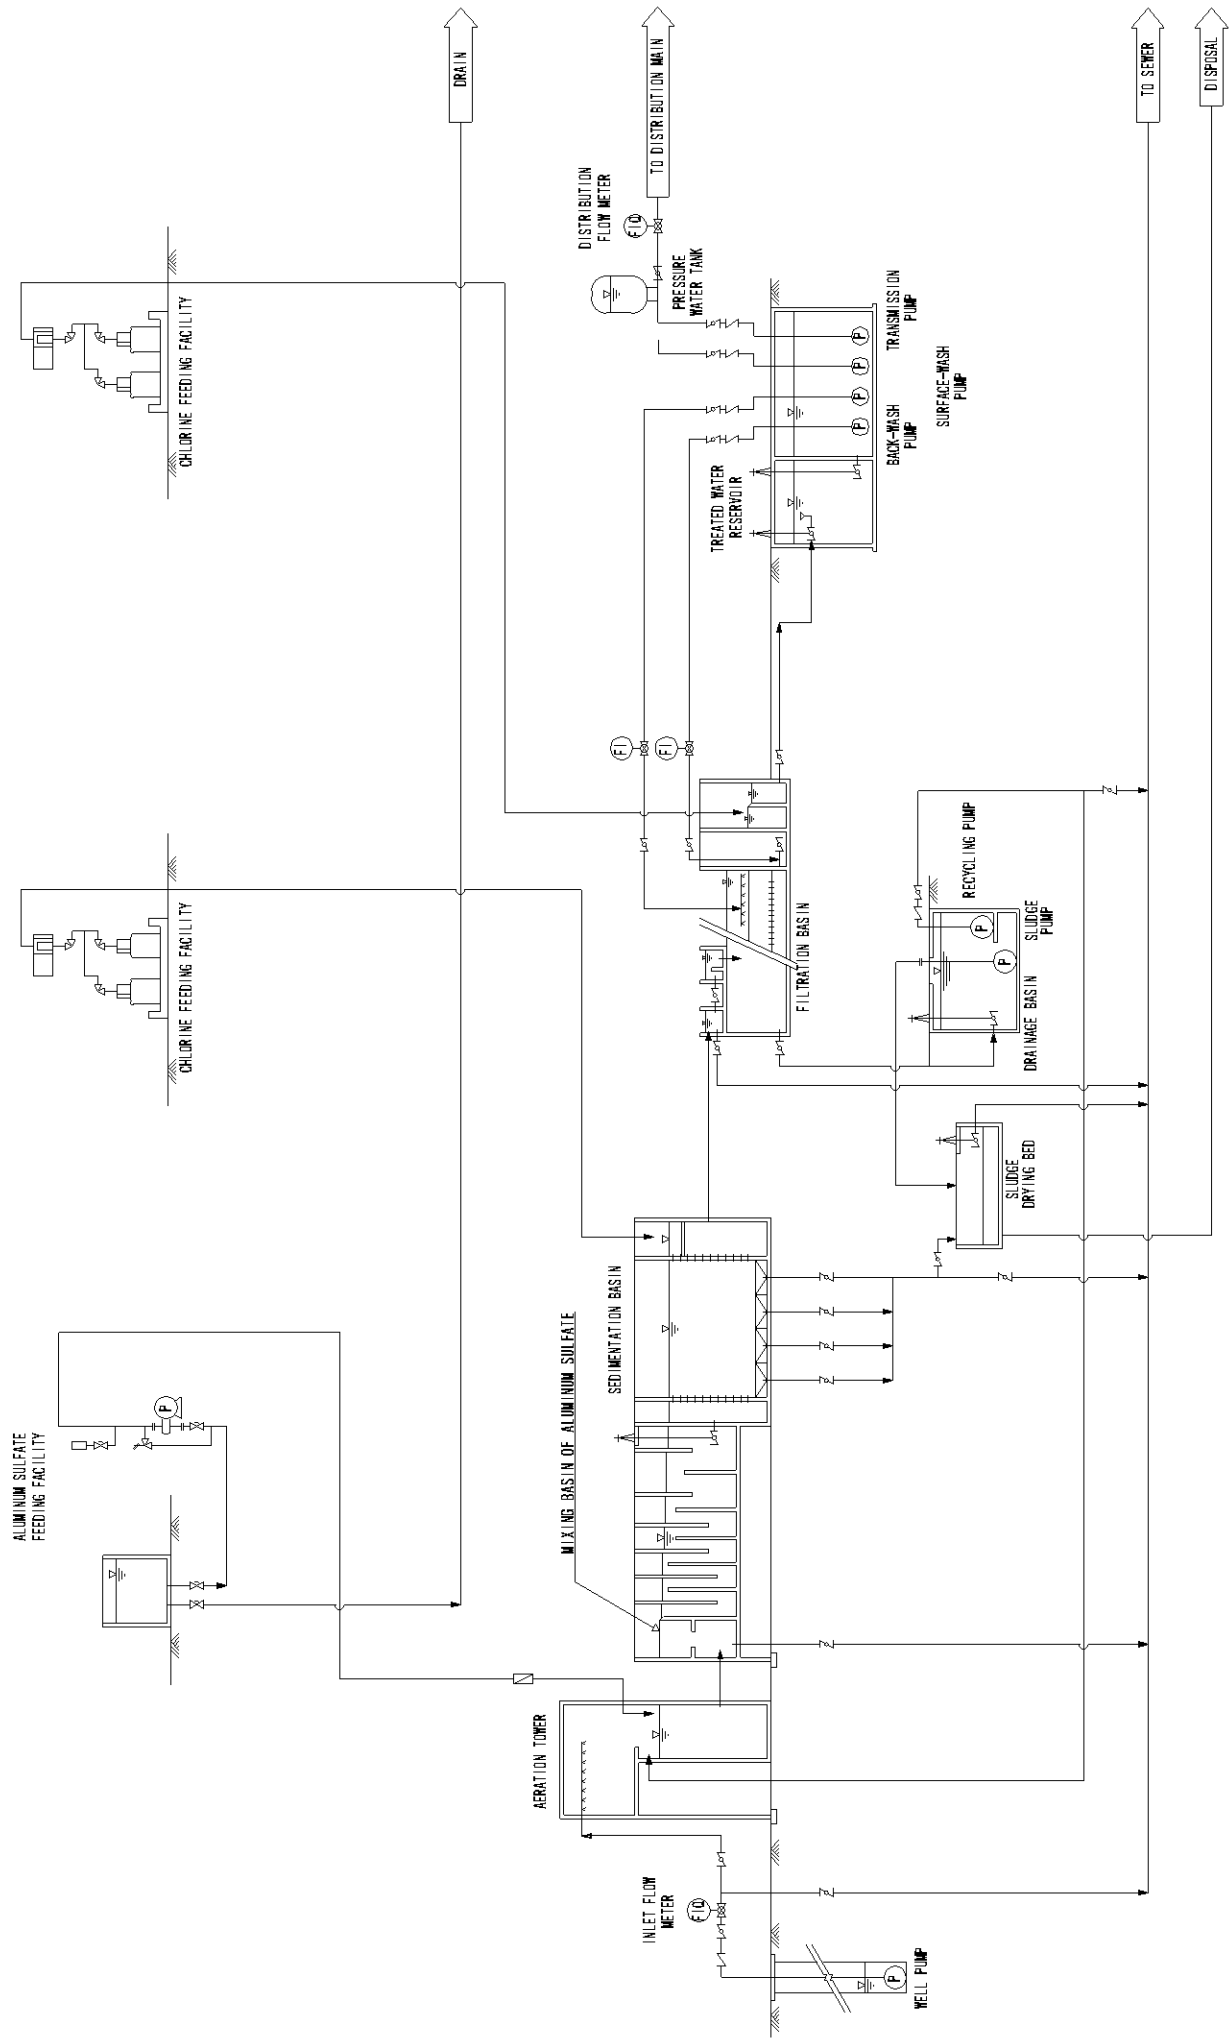 ALUMINUM SULFATE
FEEDING FACILITY
P
CHLORINE FEEDING FACILITY
CHLORINE FEEDING FACILITY
DRAIN
AERATION TOWER
MIXING BASIN OF ALUMINUM SULFATE
SEDIMENTATION BASIN
DISTRIBUTION
FLOW METER
FIQ
TO DISTRIBUTION MAIN
FI
FI
INLET FLOW
METER
FIQ
PRESSURE
WATER TANK
TREATED WATER
RESERVOIR
FILTRATION BASIN
P
P
P
P
BACK-WASH
PUMP
TRANSMISSION
PUMP
SURFACE-WASH
PUMP
P
WELL PUMP
RECYCLING PUMP
P
P
SLUDGE
DRYING BED
DRAINAGE BASIN
SLUDGE
PUMP
TO SEWER
DISPOSAL